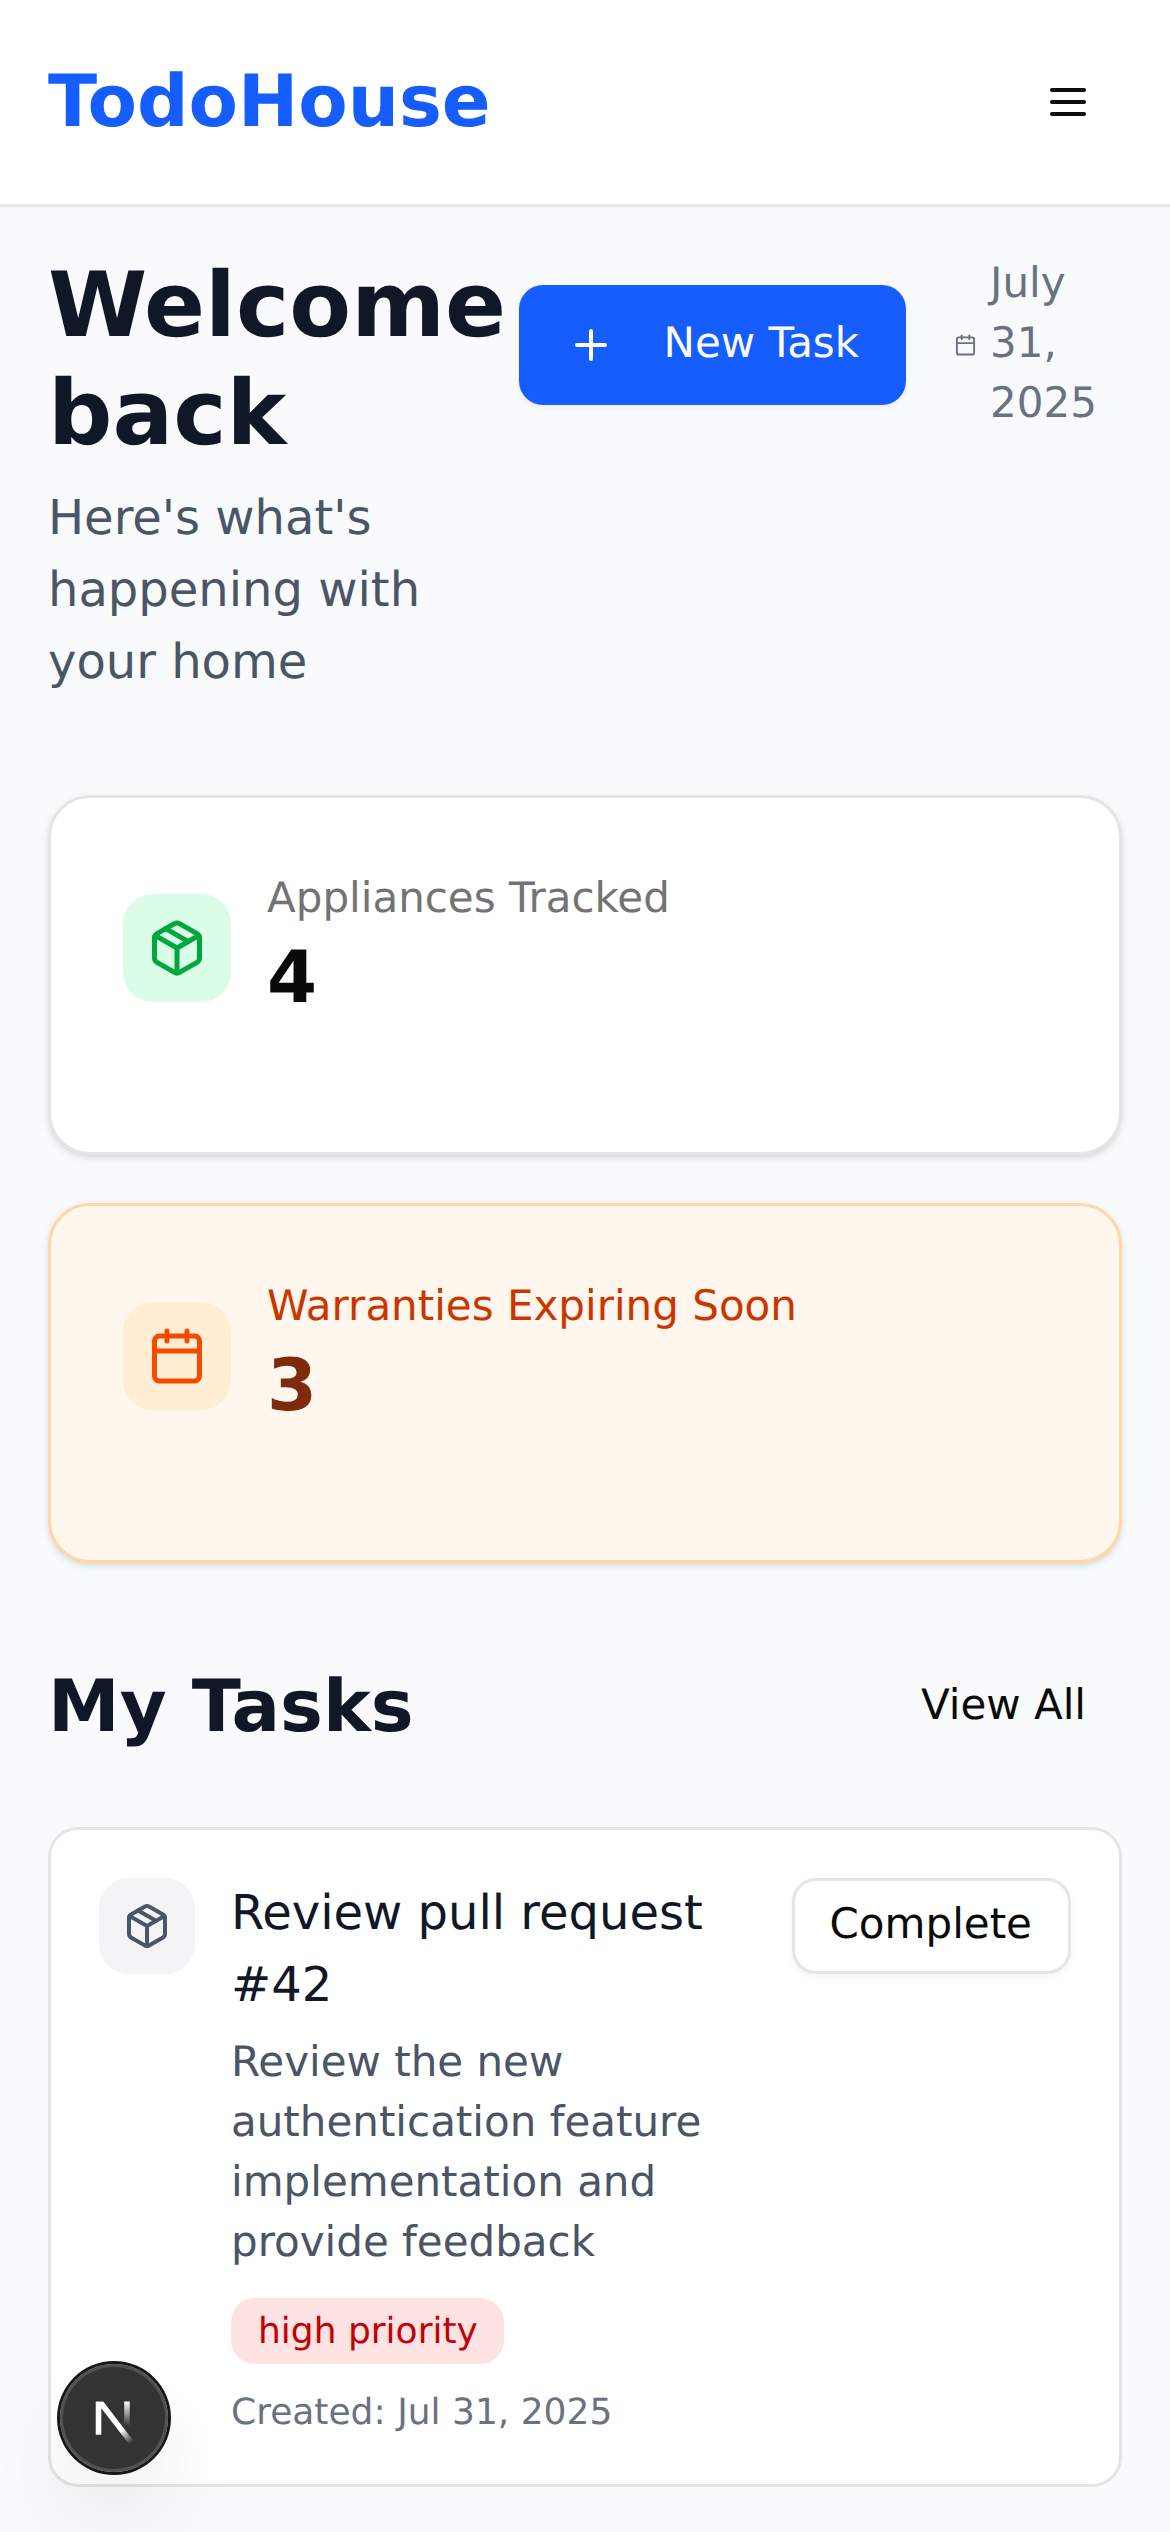 TodoHouse
Welcome
back
Here's what's
happening with
your home
New Task
July
31,
2025
Appliances Tracked
4
Warranties Expiring Soon
3
My Tasks
View All
Review pull request
#42
Complete
Review the new
authentication feature
implementation and
provide feedback
high priority
Created: Jul 31, 2025
N